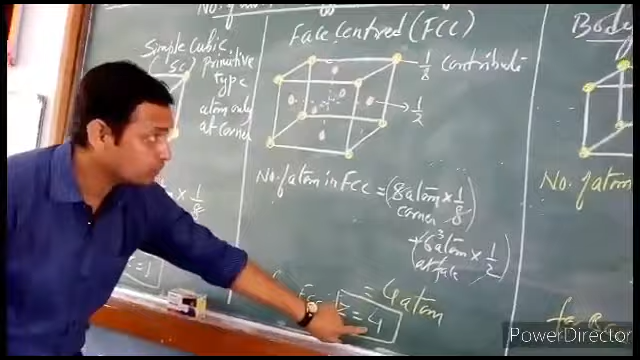 No. of
Simple Cubic
SC) primitive
type
atom only
at corner
x 1/8
= 1
Face Centred (FCC)
1/8 contribute
→ 1/2
No. of atom in FCC = (8 atom x 1/8)
corner
+ (6 atom x 1/2)
at face
= 4 atom
Z = 4
Body
No. of atom
for B
PowerDirector